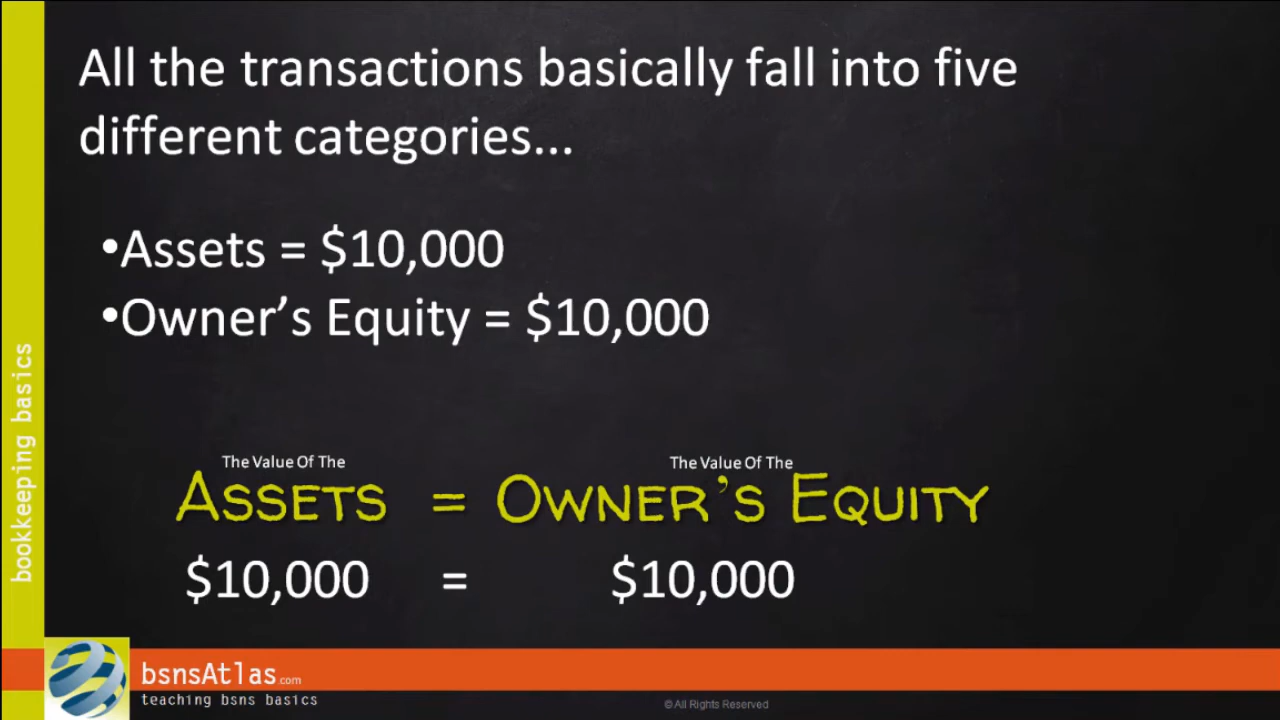 All the transactions basically fall into five
different categories...
•Assets = $10,000
•Owner’s Equity = $10,000
The Value Of The The Value Of The
ASSETS = OWNER’S EQUITY
$10,000 = $10,000
bookkeeping basics
bsnsAtlas.com
teaching bsns basics
© All Rights Reserved